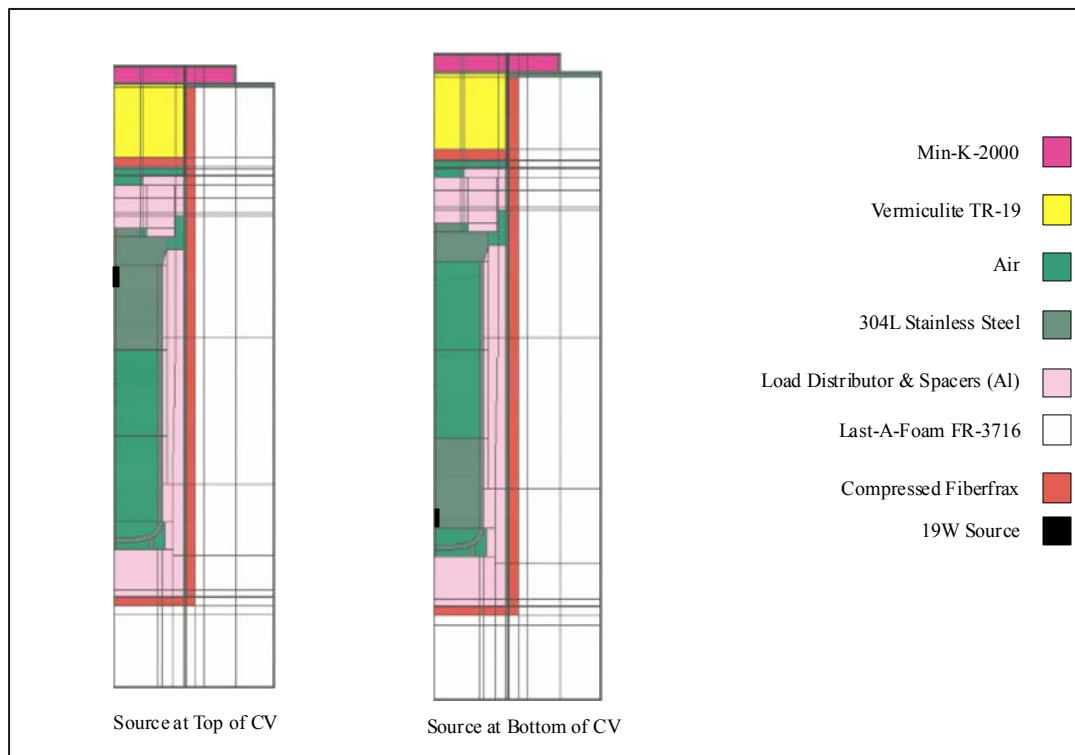 Min-K-2000
Vermiculite TR-19
Air
304L Stainless Steel
Load Distributor & Spacers (Al)
Last-A-Foam FR-3716
Compressed Fiberfrax
19W Source
Source at Top of CV
Source at Bottom of CV